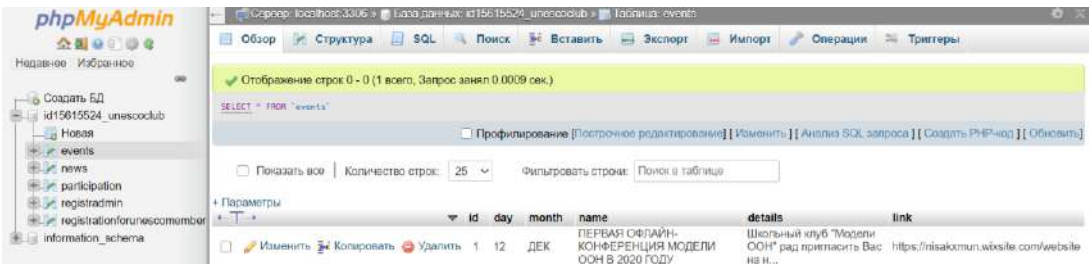 phpMyAdmin
Недавнее Избранное
Создать БД
id15615524_unescoclub
Новая
events
news
participation
registradmin
registrationforunescomember
information_schema
Сервер: localhost:3306 » База данных: id15615524_unescoclub » Таблица: events
Обзор Структура SQL Поиск Вставить Экспорт Импорт Операции Триггеры
Отображение строк 0 - 0 (1 всего, Запрос занял 0.0009 сек.)
SELECT * FROM `events`
Профилирование [Построчное редактирование] [ Изменить ] [ Анализ SQL запроса ] [ Создать PHP-код ] [ Обновить]
Показать все Количество строк: 25 Фильтровать строки: Поиск в таблице
+ Параметры
id day month name details link
Изменить Копировать Удалить 1 12 ДЕК ПЕРВАЯ ОФЛАЙН-КОНФЕРЕНЦИЯ МОДЕЛИ ООН В 2020 ГОДУ Школьный клуб "Модели ООН" рад пригласить Вас на н... https://nisakxmun.wixsite.com/website